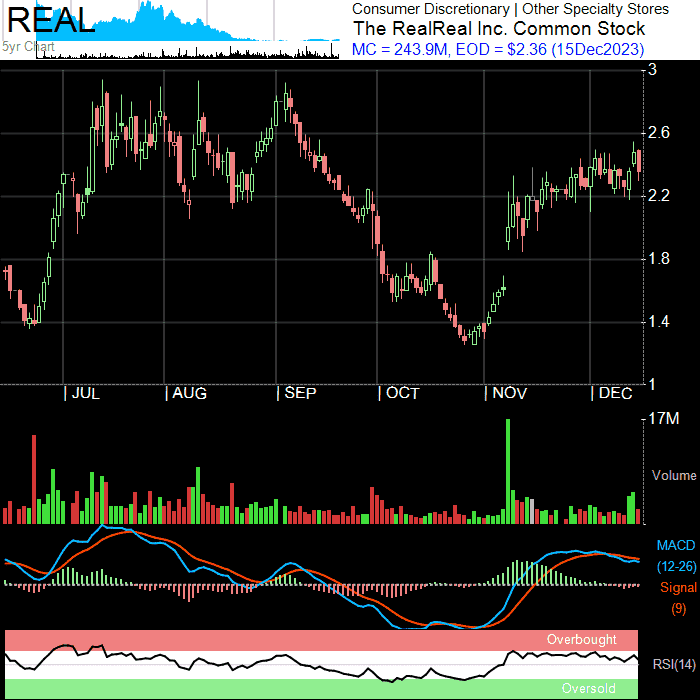 REAL
5yr Chart
Consumer Discretionary | Other Specialty Stores
The RealReal Inc. Common Stock
MC = 243.9M, EOD = $2.36 (15Dec2023)
3
2.6
2.2
1.8
1.4
1
| JUL | AUG | SEP | OCT | NOV | DEC
17M
Volume
MACD
(12-26)
Signal
(9)
Overbought
RSI(14)
Oversold